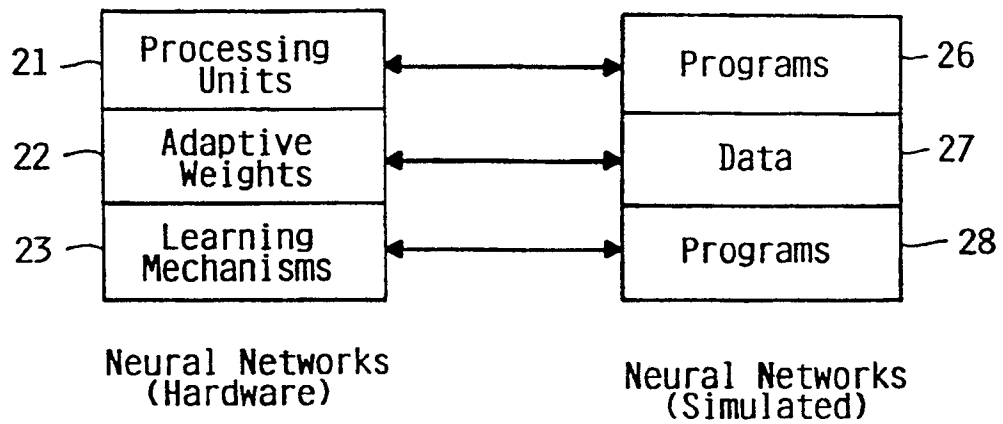 21
Processing
Units
Programs
26
22
Adaptive
Weights
Data
27
23
Learning
Mechanisms
Programs
28
Neural Networks
(Hardware)
Neural Networks
(Simulated)